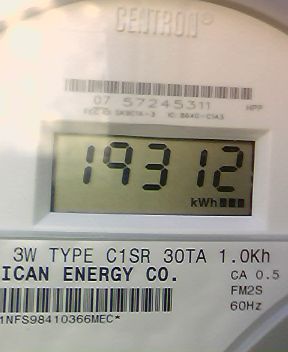 CENTRON®
07 57245311 HPP
19312
kWh
3W TYPE C1SR 30TA 1.0Kh
ICAN ENERGY CO. CA 0.5
FM2S
1NFS98410366MEC* 60Hz